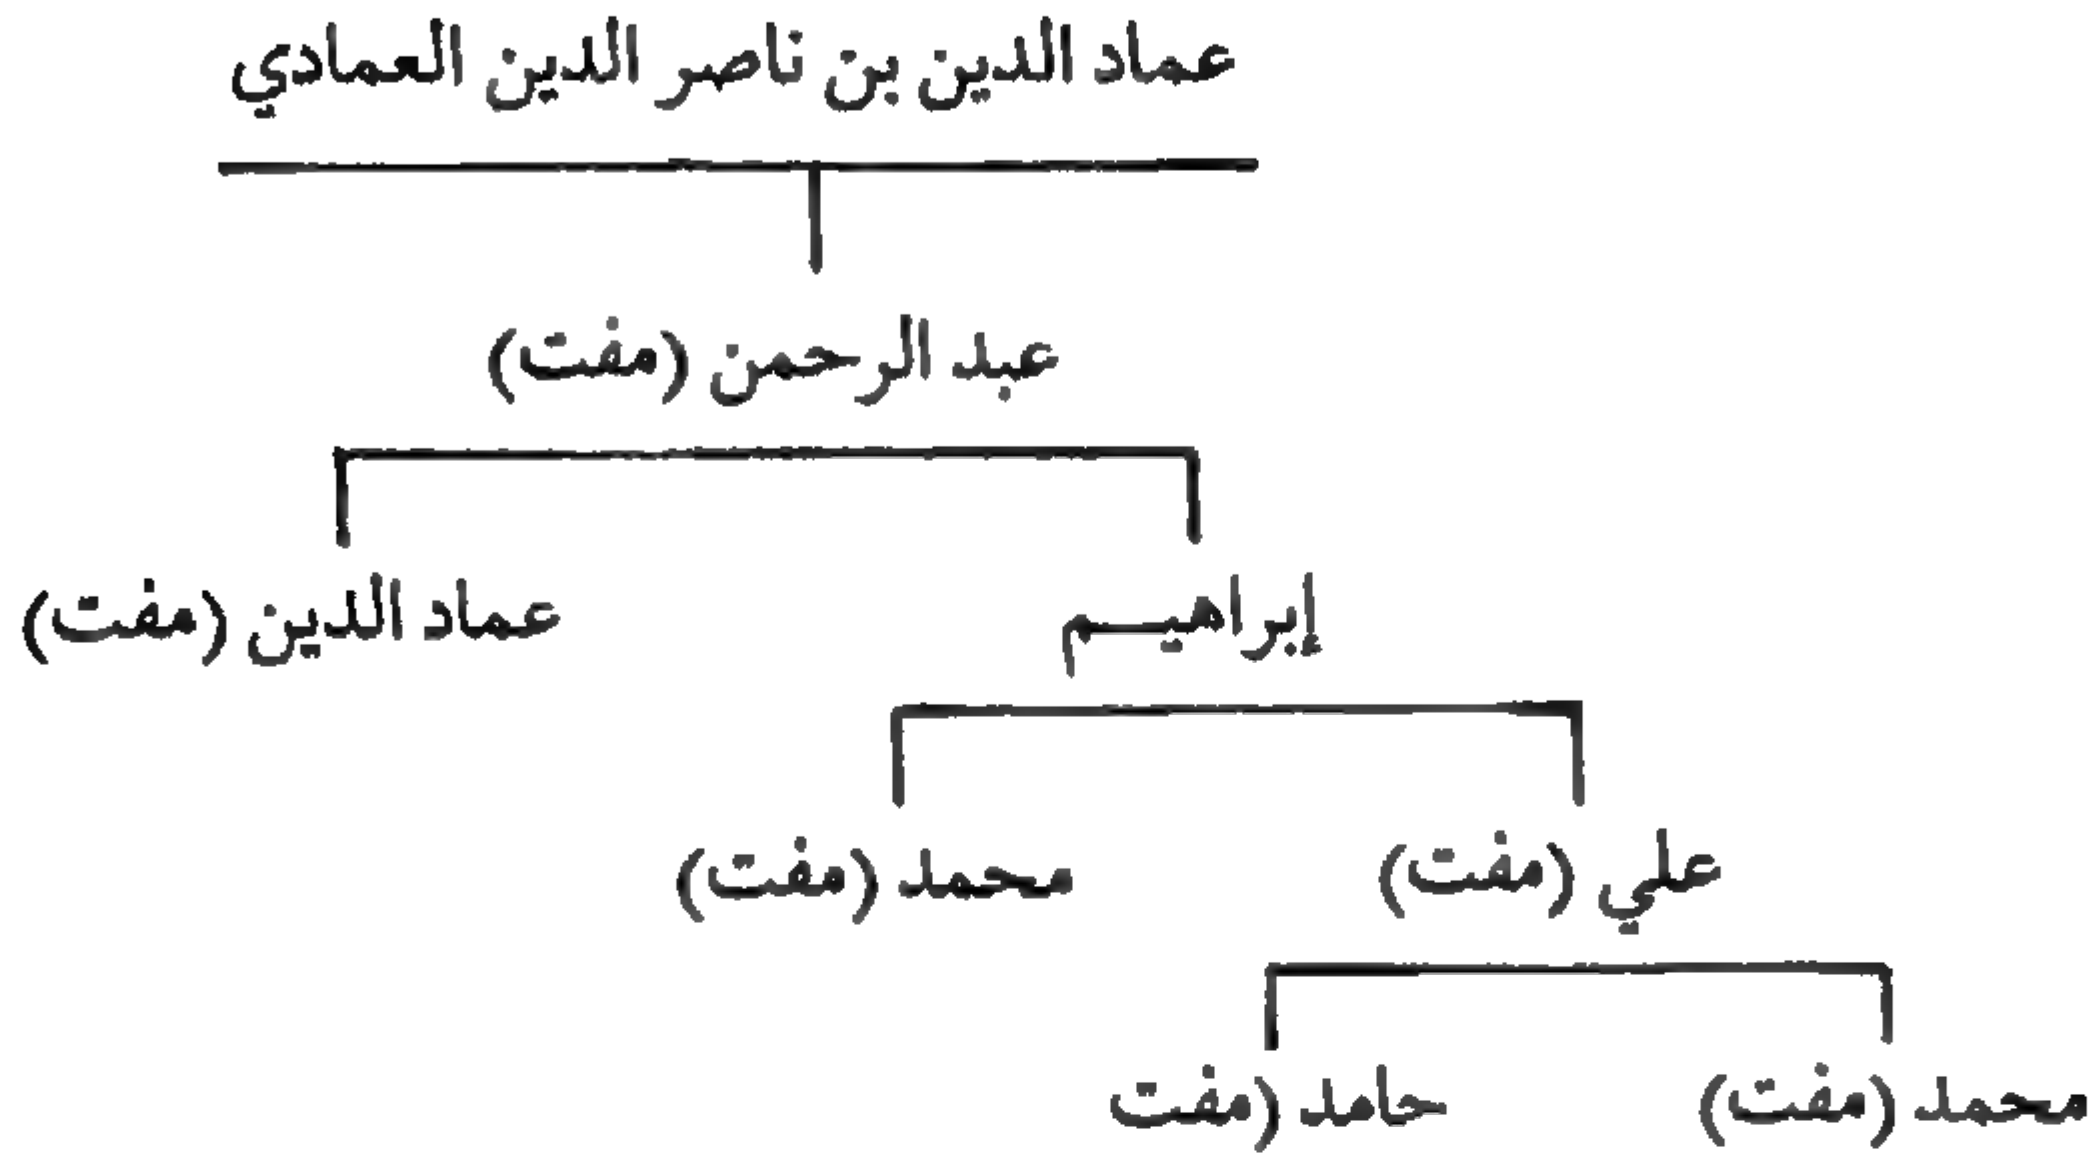 عماد الدين بن ناصر الدين العمادي
عبد الرحمن (مفت)
إبراهيــم عماد الدين (مفت)
علي (مفت) محمد (مفت)
محمد (مفت) حامد (مفت